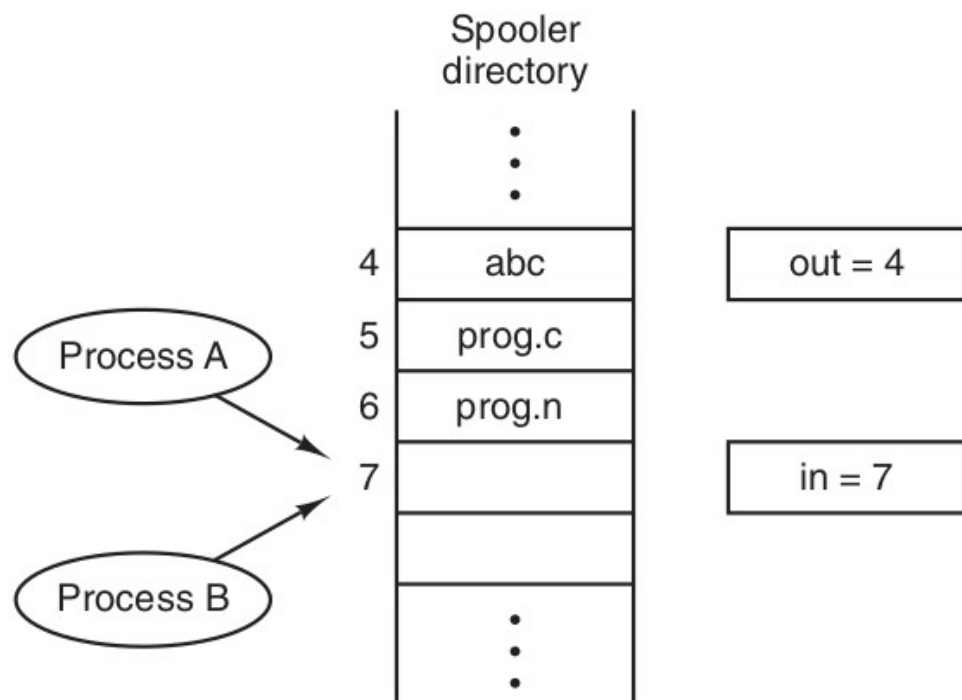 Spooler
directory
4 abc out = 4
Process A
5 prog.c
6 prog.n
7 in = 7
Process B